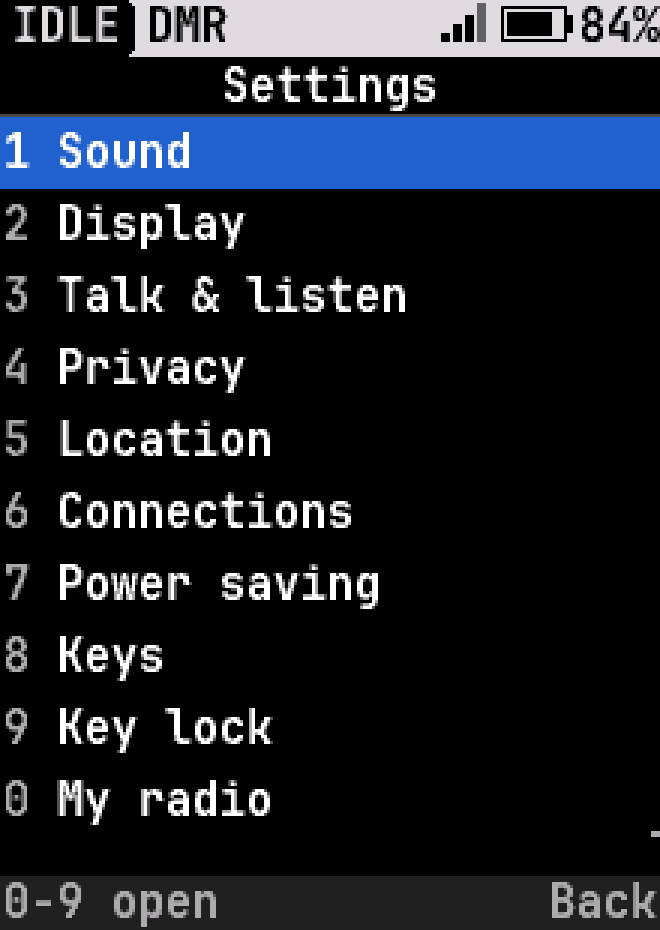 IDLE DMR 84%
Settings
1 Sound
2 Display
3 Talk & listen
4 Privacy
5 Location
6 Connections
7 Power saving
8 Keys
9 Key lock
0 My radio
0-9 open Back